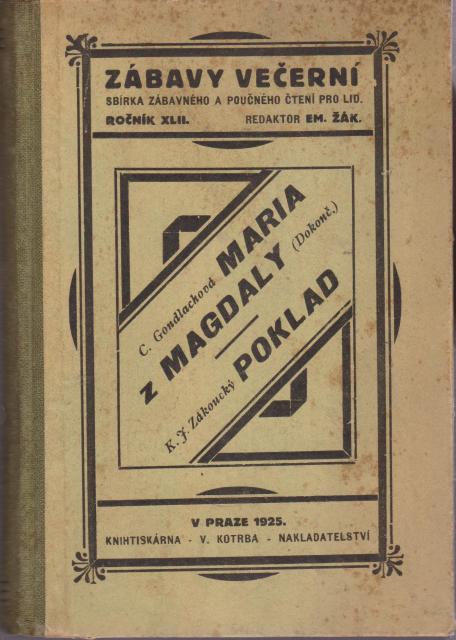 ZÁBAVY VEČERNÍ
SBÍRKA ZÁBAVNÉHO A POUČNÉHO ČTENÍ PRO LID.
ROČNÍK XLII. REDAKTOR EM. ŽÁK.
C. Gondlachová MARIA
z MAGDALY (Dokonč.)
K. J. Zákoucký POKLAD
V PRAZE 1925.
KNIHTISKÁRNA - V. KOTRBA - NAKLADATELSTVÍ